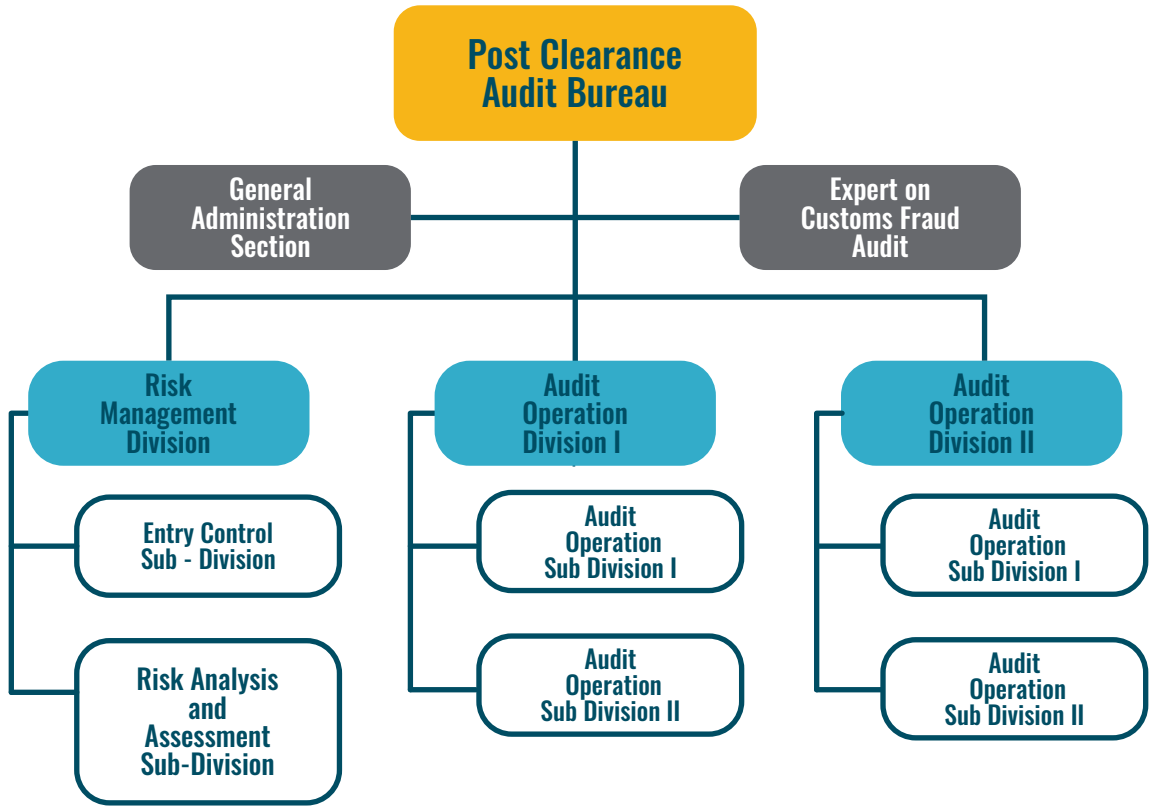 Post Clearance
Audit Bureau
General
Administration
Section
Expert on
Customs Fraud
Audit
Risk
Management
Division
Audit
Operation
Division I
Audit
Operation
Division II
Entry Control
Sub - Division
Audit
Operation
Sub Division I
Audit
Operation
Sub Division I
Risk Analysis
and
Assessment
Sub-Division
Audit
Operation
Sub Division II
Audit
Operation
Sub Division II